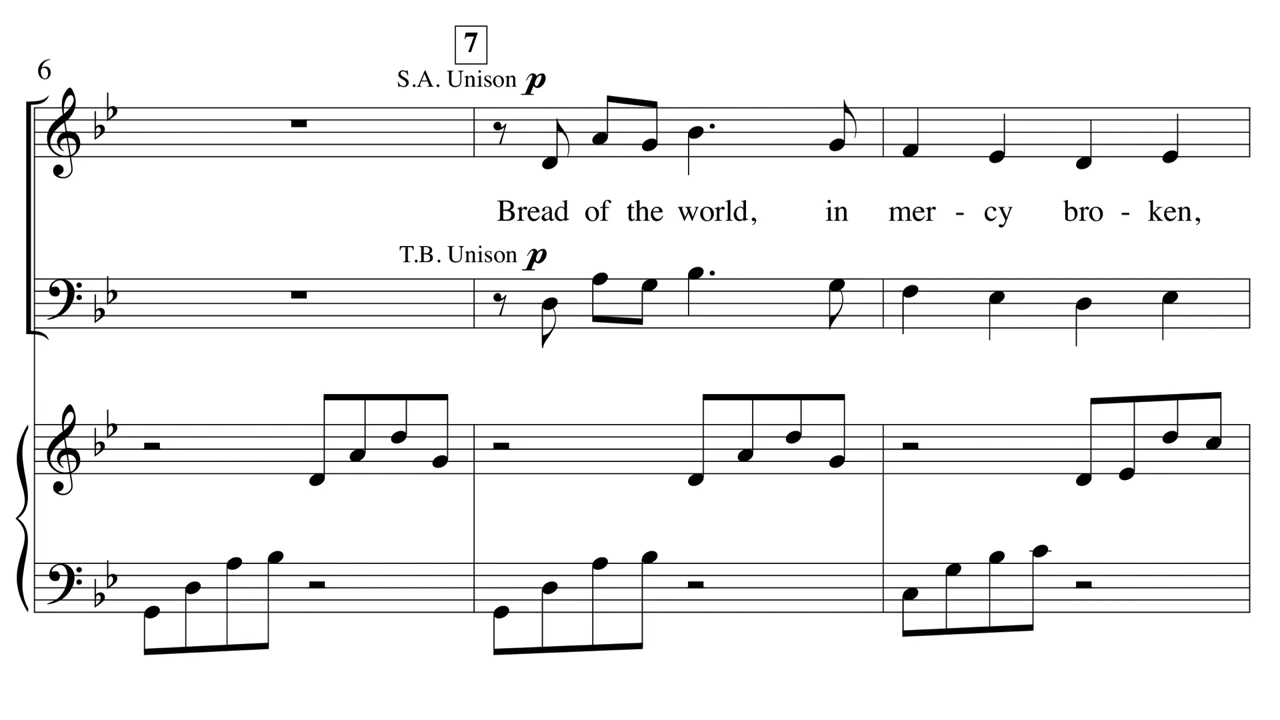 7
6
S.A. Unison p
Bread of the world, in mer - cy bro - ken,
T.B. Unison p